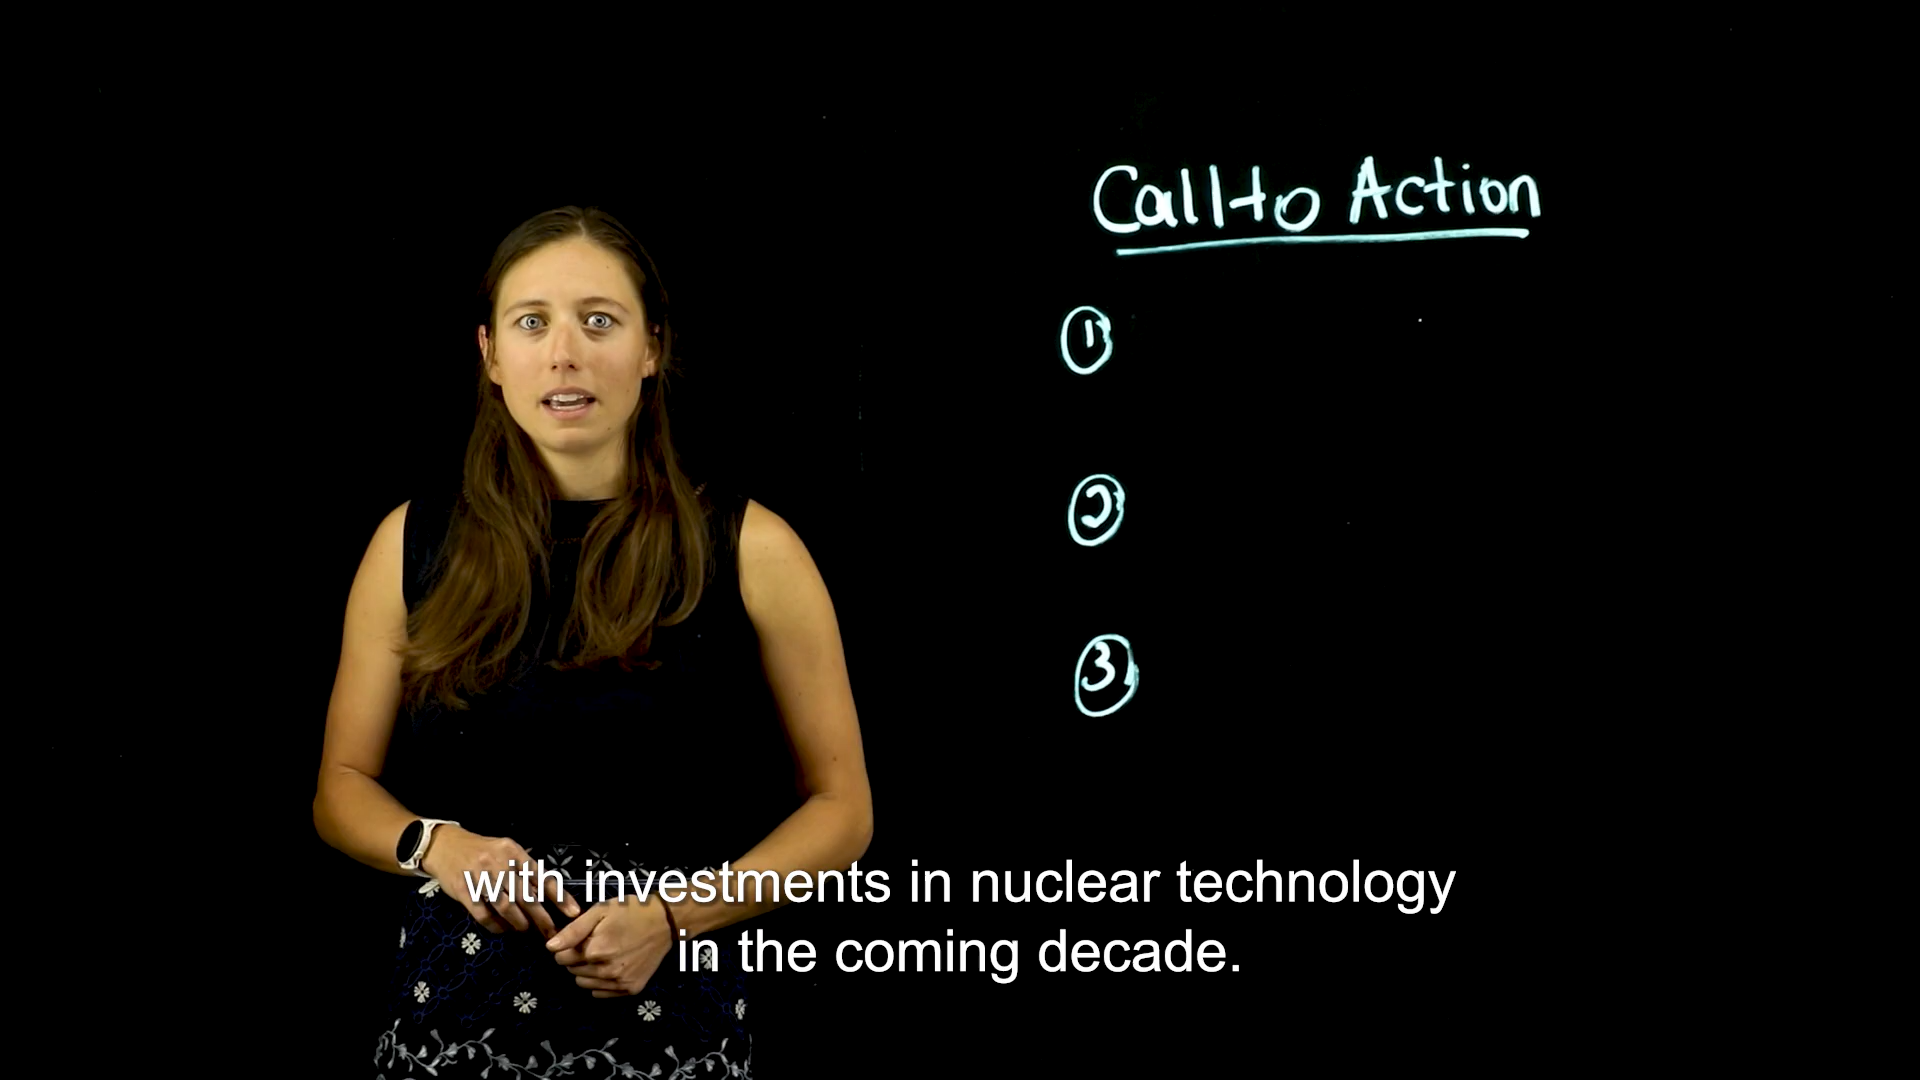 Call to Action
1
2
3
with investments in nuclear technology
in the coming decade.